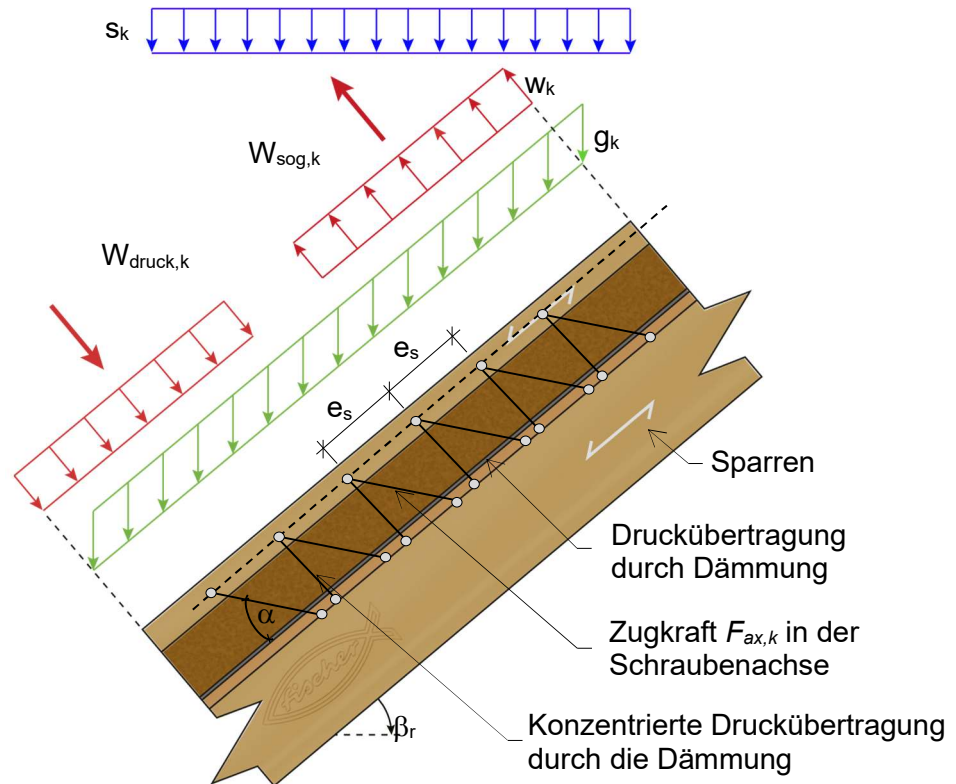 sk
wk
Wsog,k
gk
Wdruck,k
es
es
Sparren
Druckübertragung
durch Dämmung
α
Zugkraft Fax,k in der
Schraubenachse
fischer
βr
Konzentrierte Druckübertragung
durch die Dämmung